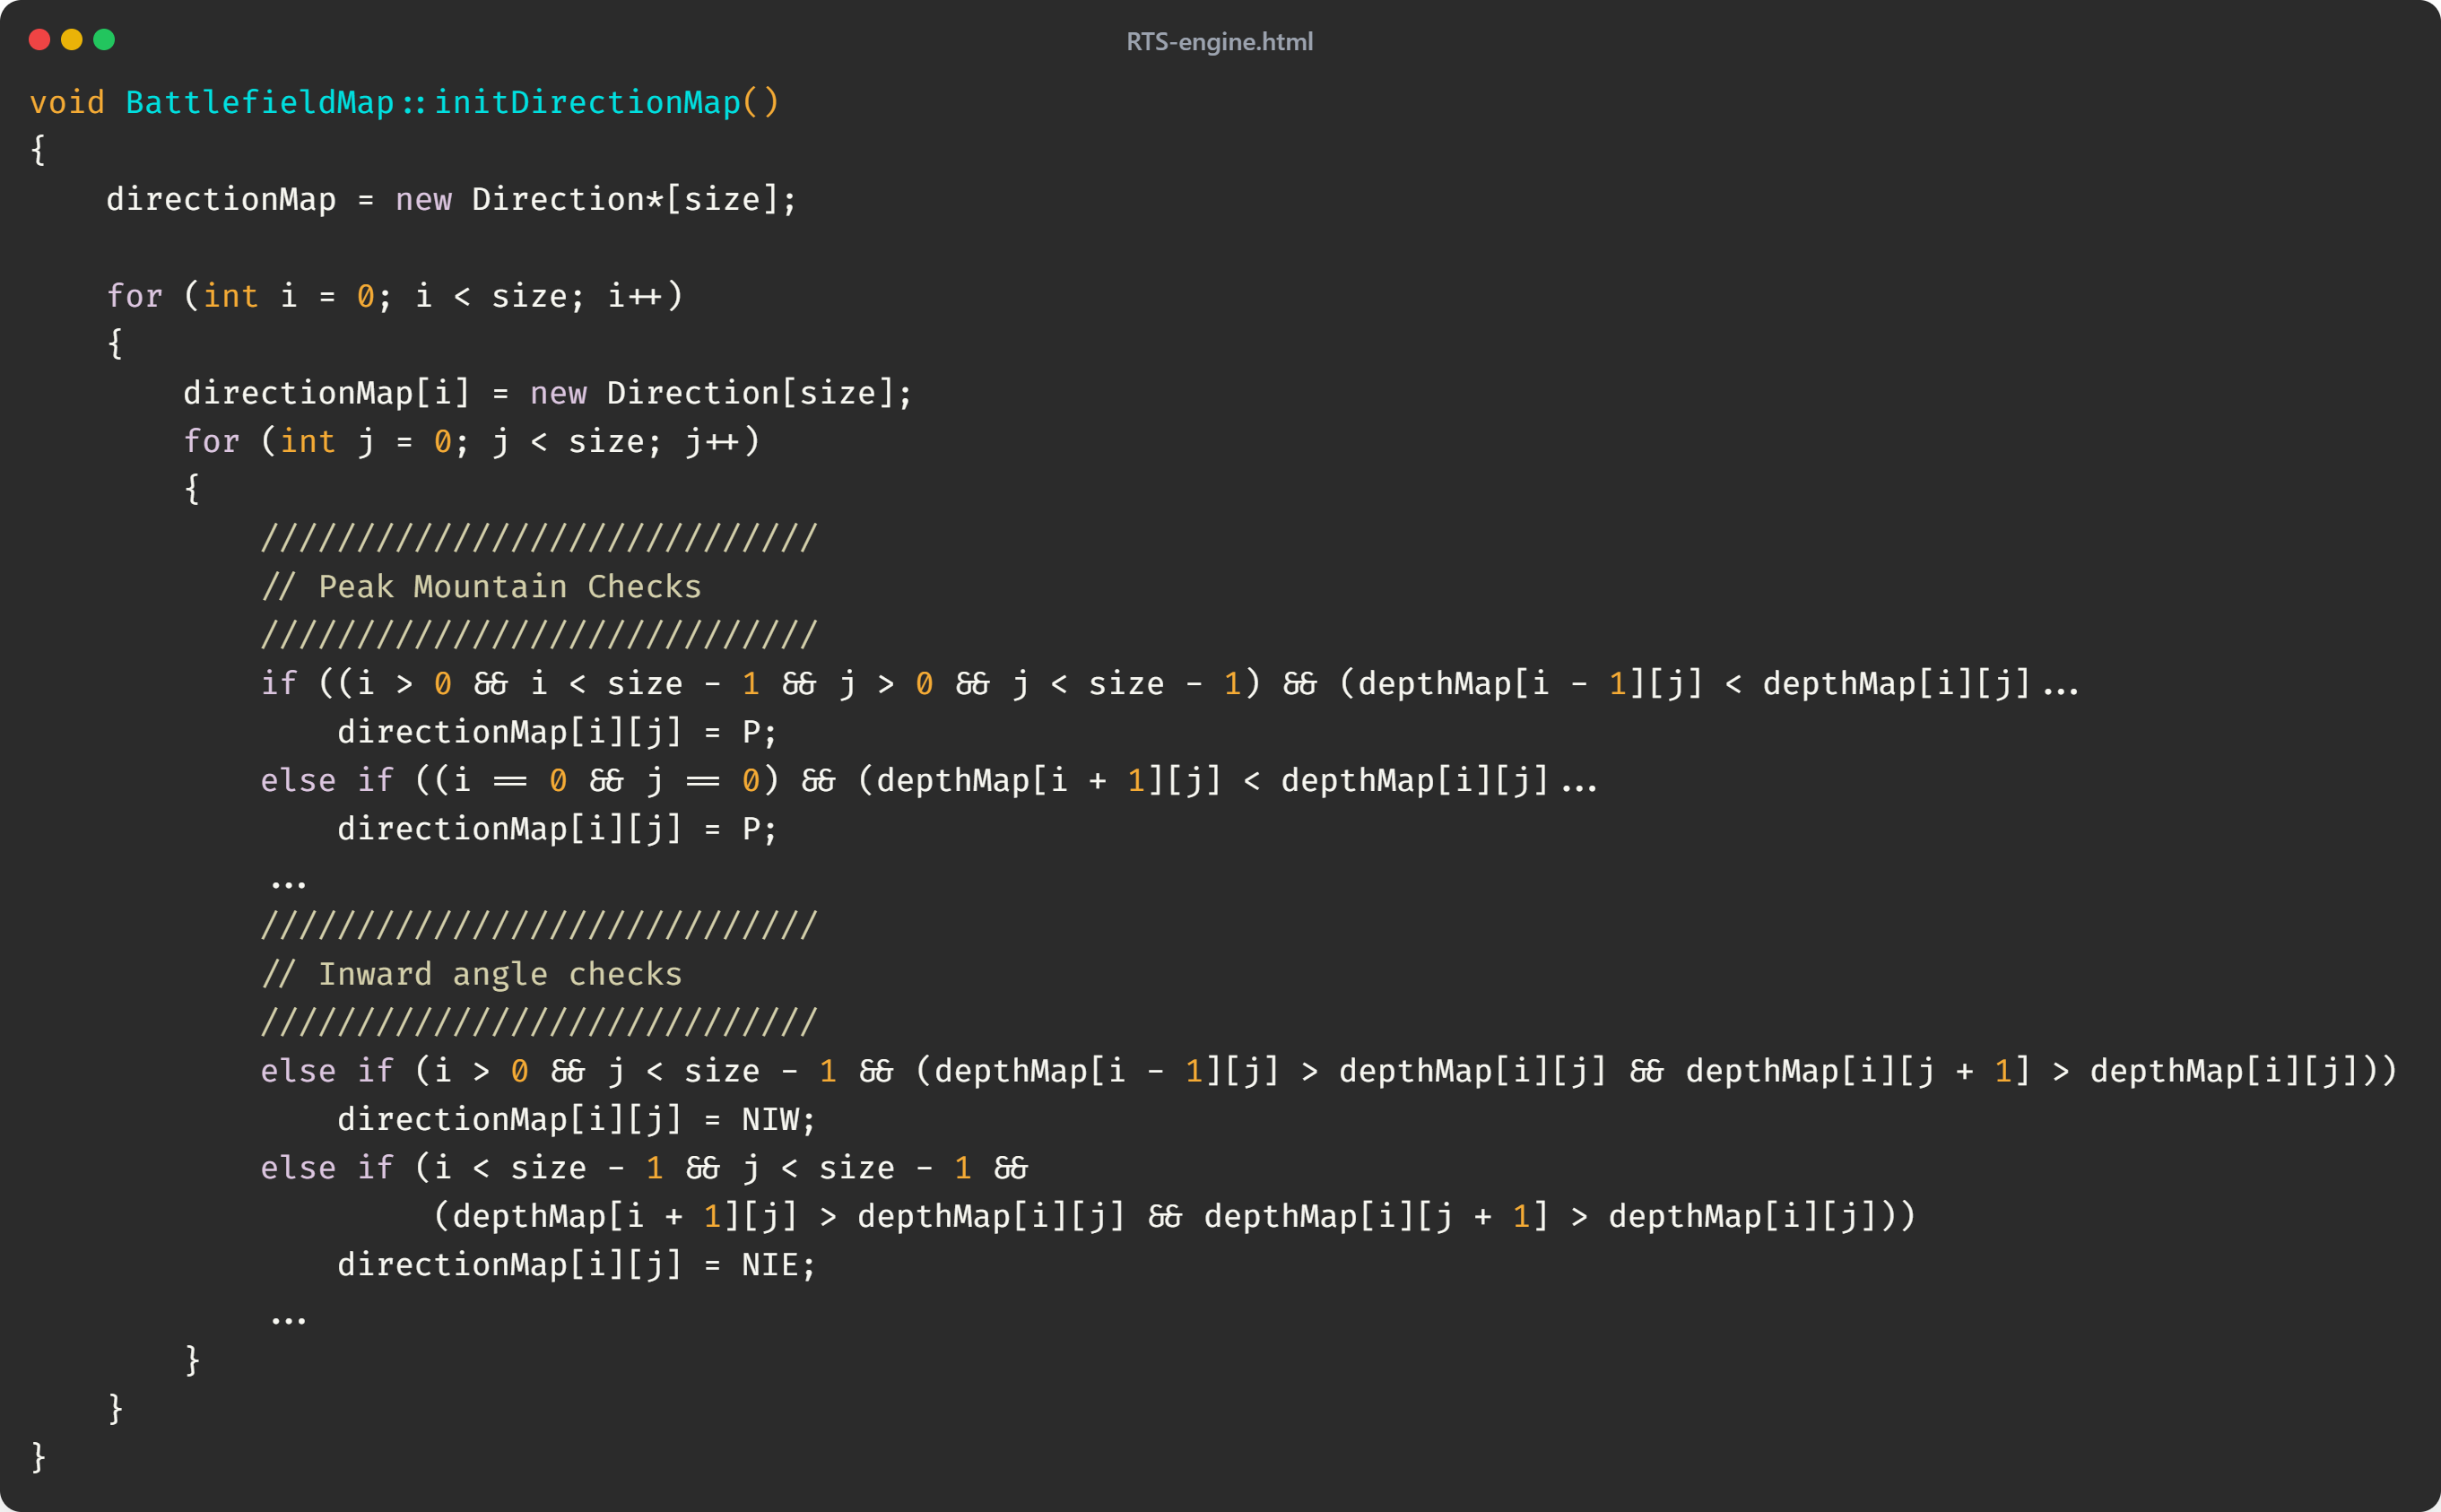 RTS-engine.html
void BattlefieldMap::initDirectionMap()
{
    directionMap = new Direction*[size];

    for (int i = 0; i < size; i++)
    {
        directionMap[i] = new Direction[size];
        for (int j = 0; j < size; j++)
        {
            /////////////////////////////
            // Peak Mountain Checks
            /////////////////////////////
            if ((i > 0 && i < size - 1 && j > 0 && j < size - 1) && (depthMap[i - 1][j] < depthMap[i][j]...
                directionMap[i][j] = P;
            else if ((i == 0 && j == 0) && (depthMap[i + 1][j] < depthMap[i][j]...
                directionMap[i][j] = P;
            ...
            /////////////////////////////
            // Inward angle checks
            /////////////////////////////
            else if (i > 0 && j < size - 1 && (depthMap[i - 1][j] > depthMap[i][j] && depthMap[i][j + 1] > depthMap[i][j]))
                directionMap[i][j] = NIW;
            else if (i < size - 1 && j < size - 1 &&
                     (depthMap[i + 1][j] > depthMap[i][j] && depthMap[i][j + 1] > depthMap[i][j]))
                directionMap[i][j] = NIE;
            ...
        }
    }
}